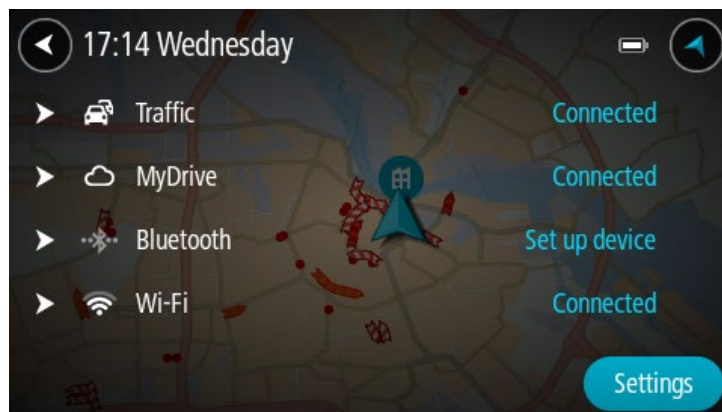 17:14 Wednesday
Traffic Connected
MyDrive Connected
Bluetooth Set up device
Wi-Fi Connected
Settings